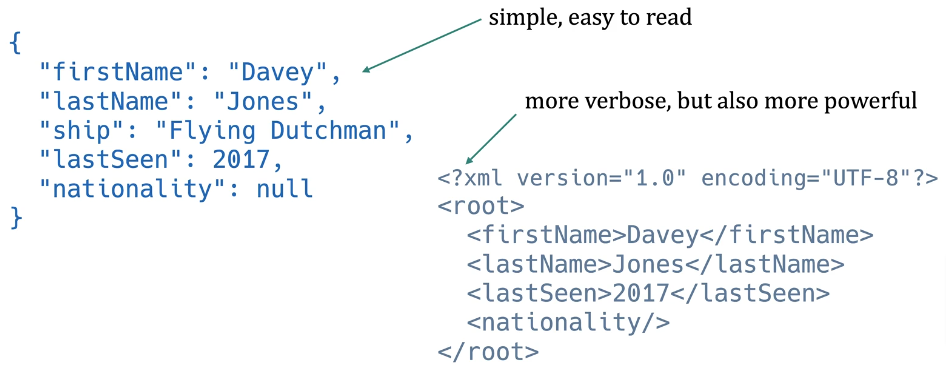 simple, easy to read
{
  "firstName": "Davey",
  "lastName": "Jones",
  "ship": "Flying Dutchman",
  "lastSeen": 2017,
  "nationality": null
}
more verbose, but also more powerful
<?xml version="1.0" encoding="UTF-8"?>
<root>
  <firstName>Davey</firstName>
  <lastName>Jones</lastName>
  <lastSeen>2017</lastSeen>
  <nationality/>
</root>